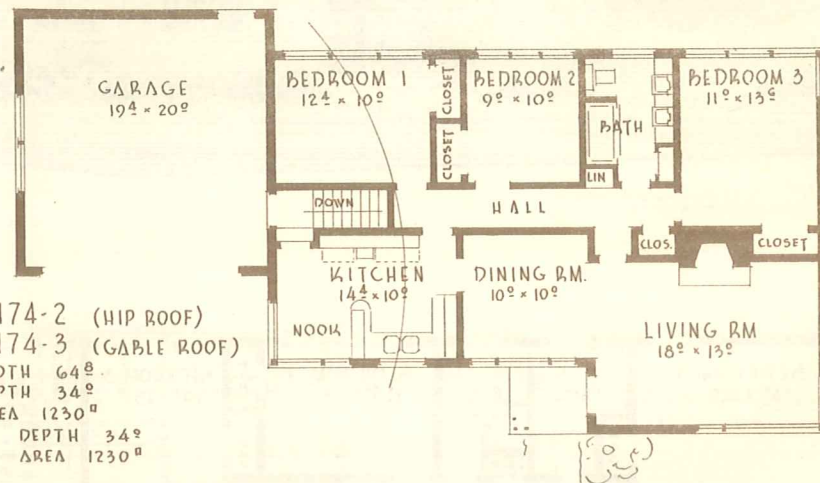 GARAGE
19⁴ × 20⁰
BEDROOM 1
12⁴ × 10⁰
CLOSET
CLOSET
BEDROOM 2
9⁰ × 10⁰
BATH
LIN
BEDROOM 3
11⁰ × 13⁶
DOWN
HALL
CLOS.
CLOSET
KITCHEN
14⁴ × 10⁰
NOOK
DINING RM.
10⁰ × 10⁰
LIVING RM
18⁰ × 13⁰
174-2 (HIP ROOF)
174-3 (GABLE ROOF)
DTH 64⁸
PTH 34⁰
EA 1230□
DEPTH 34⁰
AREA 1230□